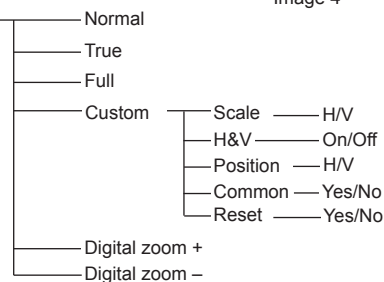 Image 4
Normal
True
Full
Custom Scale H/V
H&V On/Off
Position H/V
Common Yes/No
Reset Yes/No
Digital zoom +
Digital zoom –